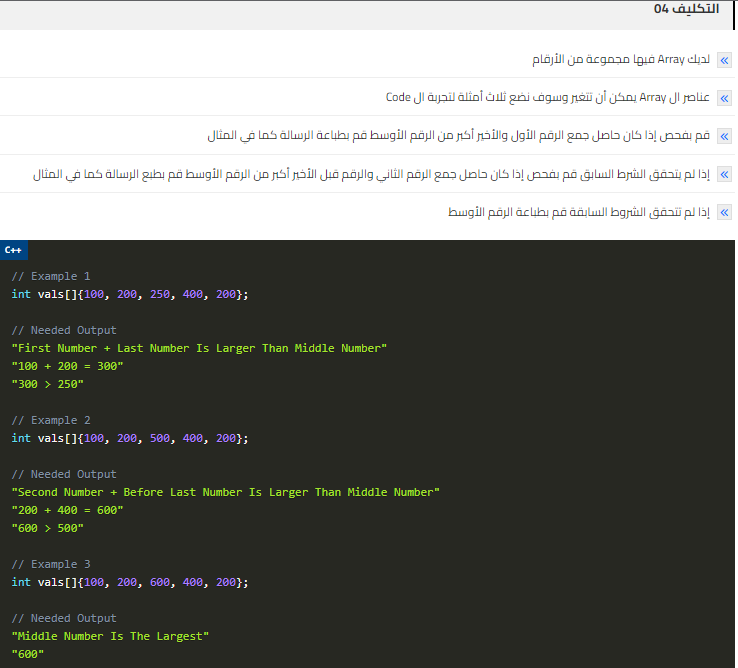 التكليف 04
لديك Array فيها مجموعة من الأرقام
عناصر ال Array يمكن أن تتغير وسوف نضع ثلاث أمثلة لتجربة ال Code
قم بفحص إذا كان حاصل جمع الرقم الأول والأخير أكبر من الرقم الأوسط قم بطباعة الرسالة كما في المثال
إذا لم يتحقق الشرط السابق قم بفحص إذا كان حاصل جمع الرقم الثاني والرقم قبل الأخير أكبر من الرقم الأوسط قم بطبع الرسالة كما في المثال
إذا لم تتحقق الشروط السابقة قم بطباعة الرقم الأوسط
C++
// Example 1
int vals[]{100, 200, 250, 400, 200};
// Needed Output
"First Number + Last Number Is Larger Than Middle Number"
"100 + 200 = 300"
"300 > 250"
// Example 2
int vals[]{100, 200, 500, 400, 200};
// Needed Output
"Second Number + Before Last Number Is Larger Than Middle Number"
"200 + 400 = 600"
"600 > 500"
// Example 3
int vals[]{100, 200, 600, 400, 200};
// Needed Output
"Middle Number Is The Largest"
"600"